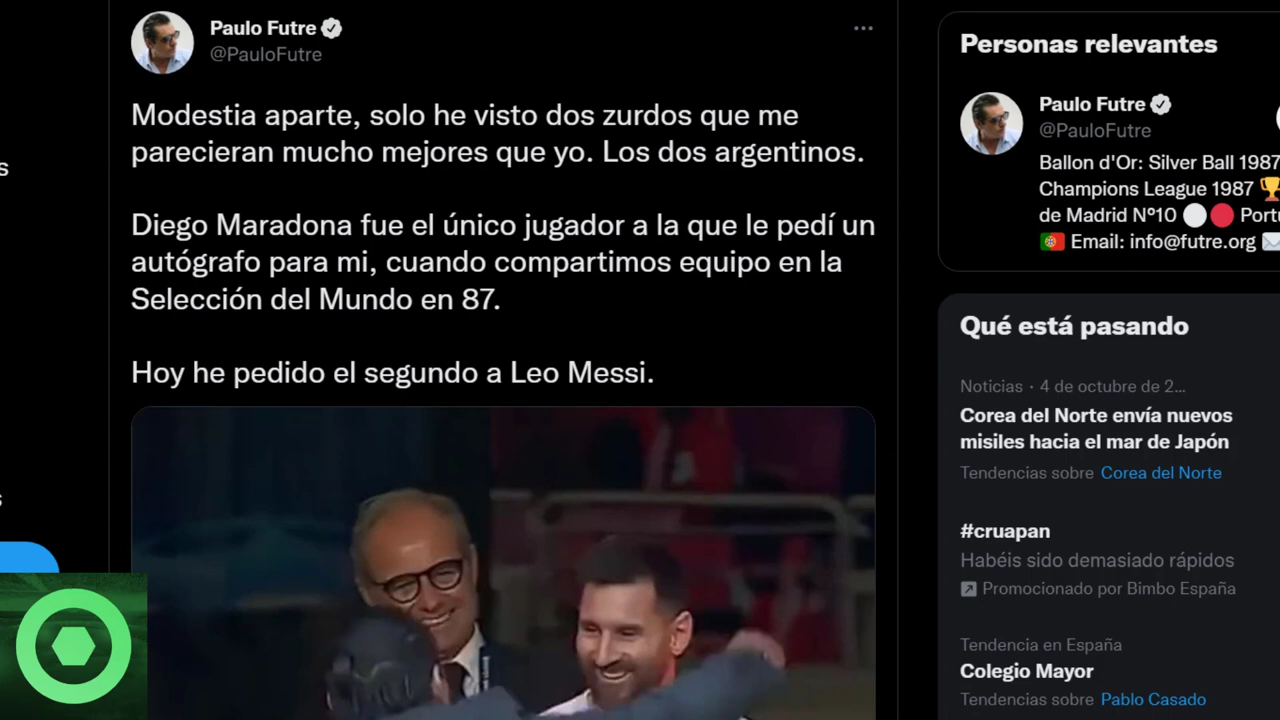 Paulo Futre
@PauloFutre
Modestia aparte, solo he visto dos zurdos que me
parecieran mucho mejores que yo. Los dos argentinos.
Diego Maradona fue el único jugador a la que le pedí un
autógrafo para mi, cuando compartimos equipo en la
Selección del Mundo en 87.
Hoy he pedido el segundo a Leo Messi.
Personas relevantes
Paulo Futre
@PauloFutre
Ballon d'Or: Silver Ball 1987
Champions League 1987 🏆
de Madrid Nº10 ⚪🔴 Portu
🇵🇹 Email: info@futre.org ✉
Qué está pasando
Noticias · 4 de octubre de 2...
Corea del Norte envía nuevos
misiles hacia el mar de Japón
Tendencias sobre Corea del Norte
#cruapan
Habéis sido demasiado rápidos
Promocionado por Bimbo España
Tendencia en España
Colegio Mayor
Tendencias sobre Pablo Casado